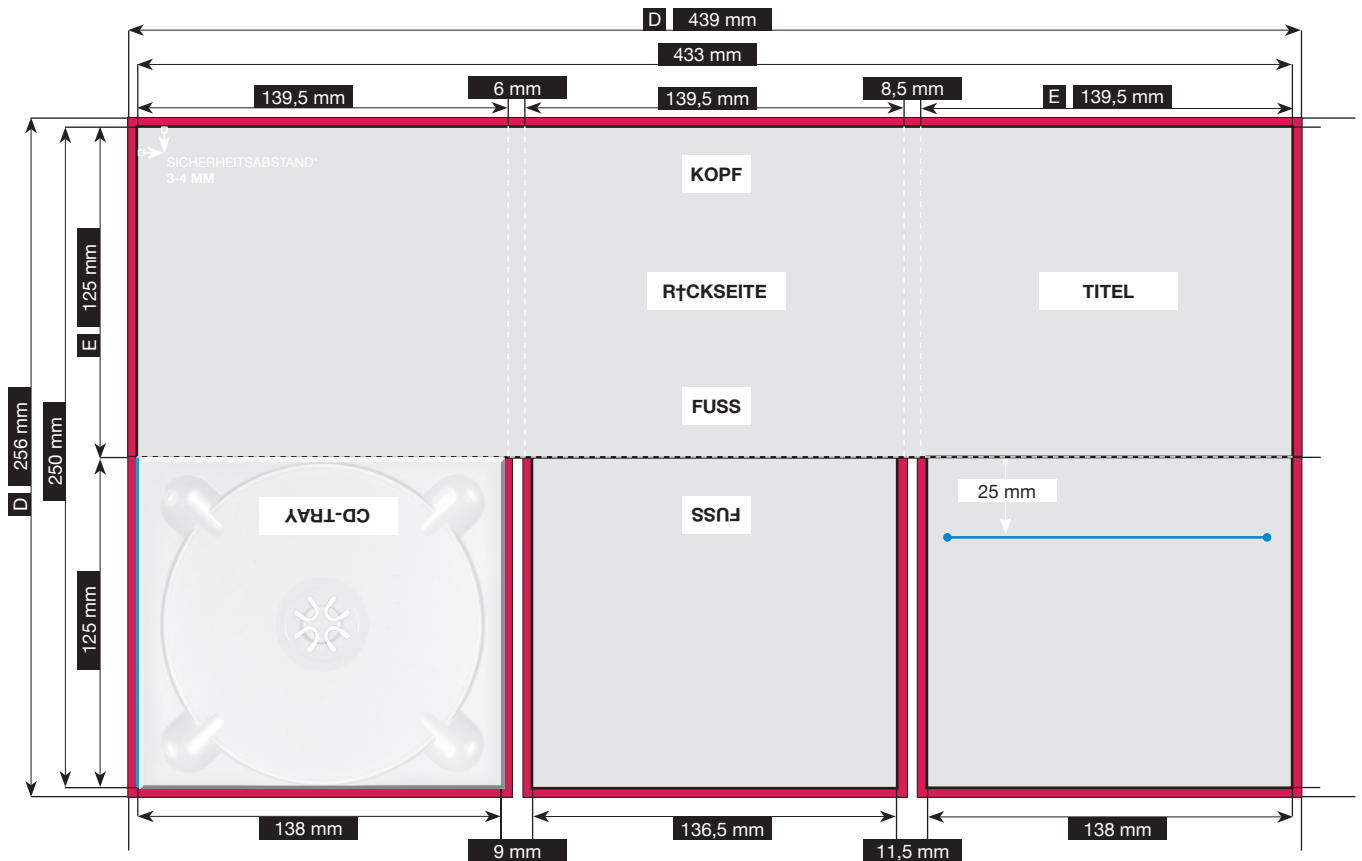 D 439 mm
433 mm
139,5 mm
6 mm
139,5 mm
8,5 mm
E 139,5 mm
SICHERHEITSABSTAND*
3-4 MM
KOPF
R†CKSEITE
TITEL
FUSS
125 mm
E
D 256 mm
250 mm
125 mm
CD-TRAY
FUSS
25 mm
138 mm
9 mm
136,5 mm
11,5 mm
138 mm